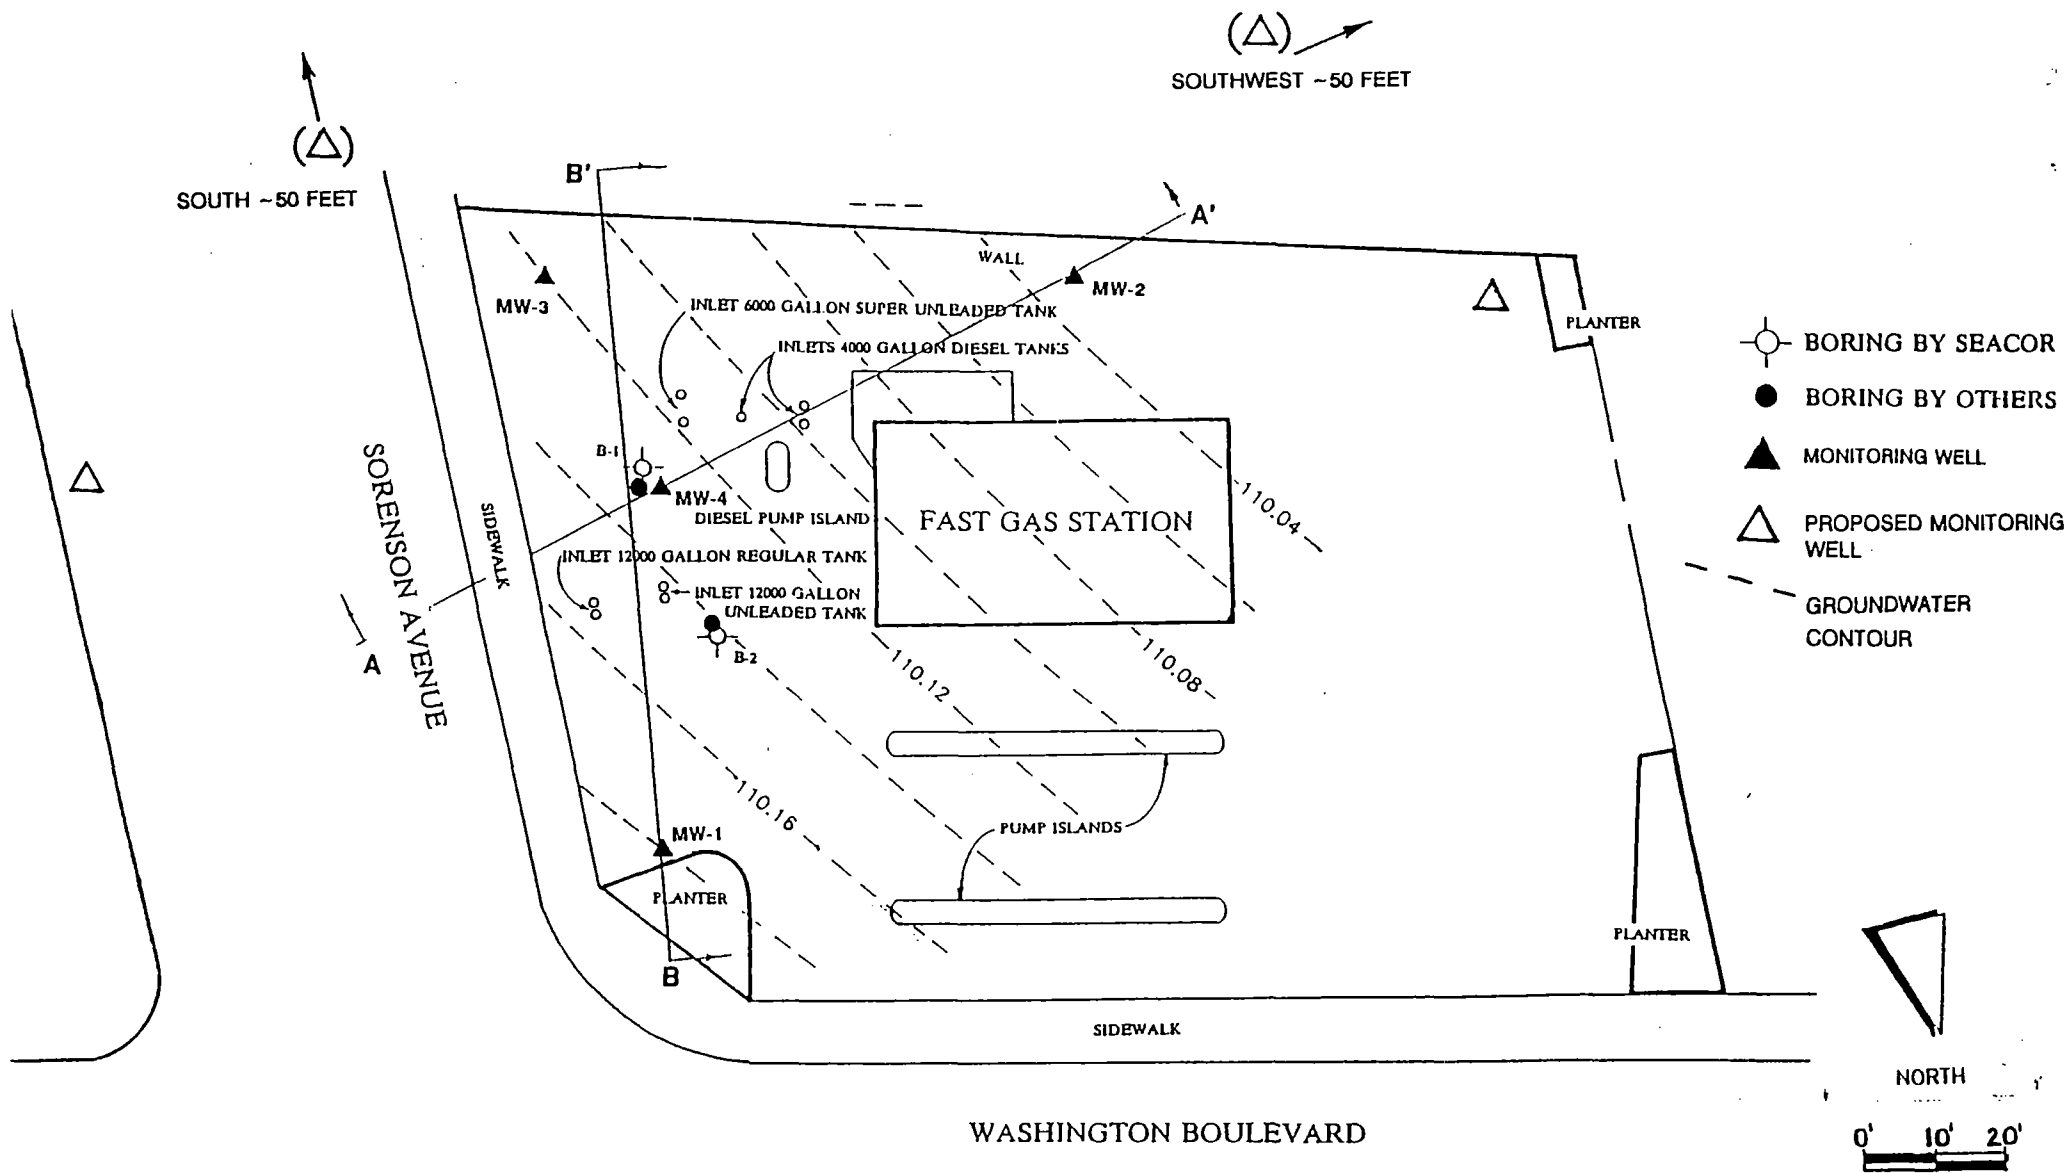 (△)
SOUTHWEST ~50 FEET
(△)
SOUTH ~50 FEET
B'
A'
WALL
MW-2
MW-3
INLET 6000 GALLON SUPER UNLEADED TANK
INLETS 4000 GALLON DIESEL TANKS
PLANTER
BORING BY SEACOR
BORING BY OTHERS
MONITORING WELL
PROPOSED MONITORING
WELL
GROUNDWATER
CONTOUR
B-1
MW-4
DIESEL PUMP ISLAND
FAST GAS STATION
110.04
SORENSON AVENUE
SIDEWALK
INLET 12000 GALLON REGULAR TANK
INLET 12000 GALLON
UNLEADED TANK
B-2
A
110.12
110.08
110.16
MW-1
PUMP ISLANDS
PLANTER
PLANTER
B
SIDEWALK
NORTH
WASHINGTON BOULEVARD
0' 10' 20'